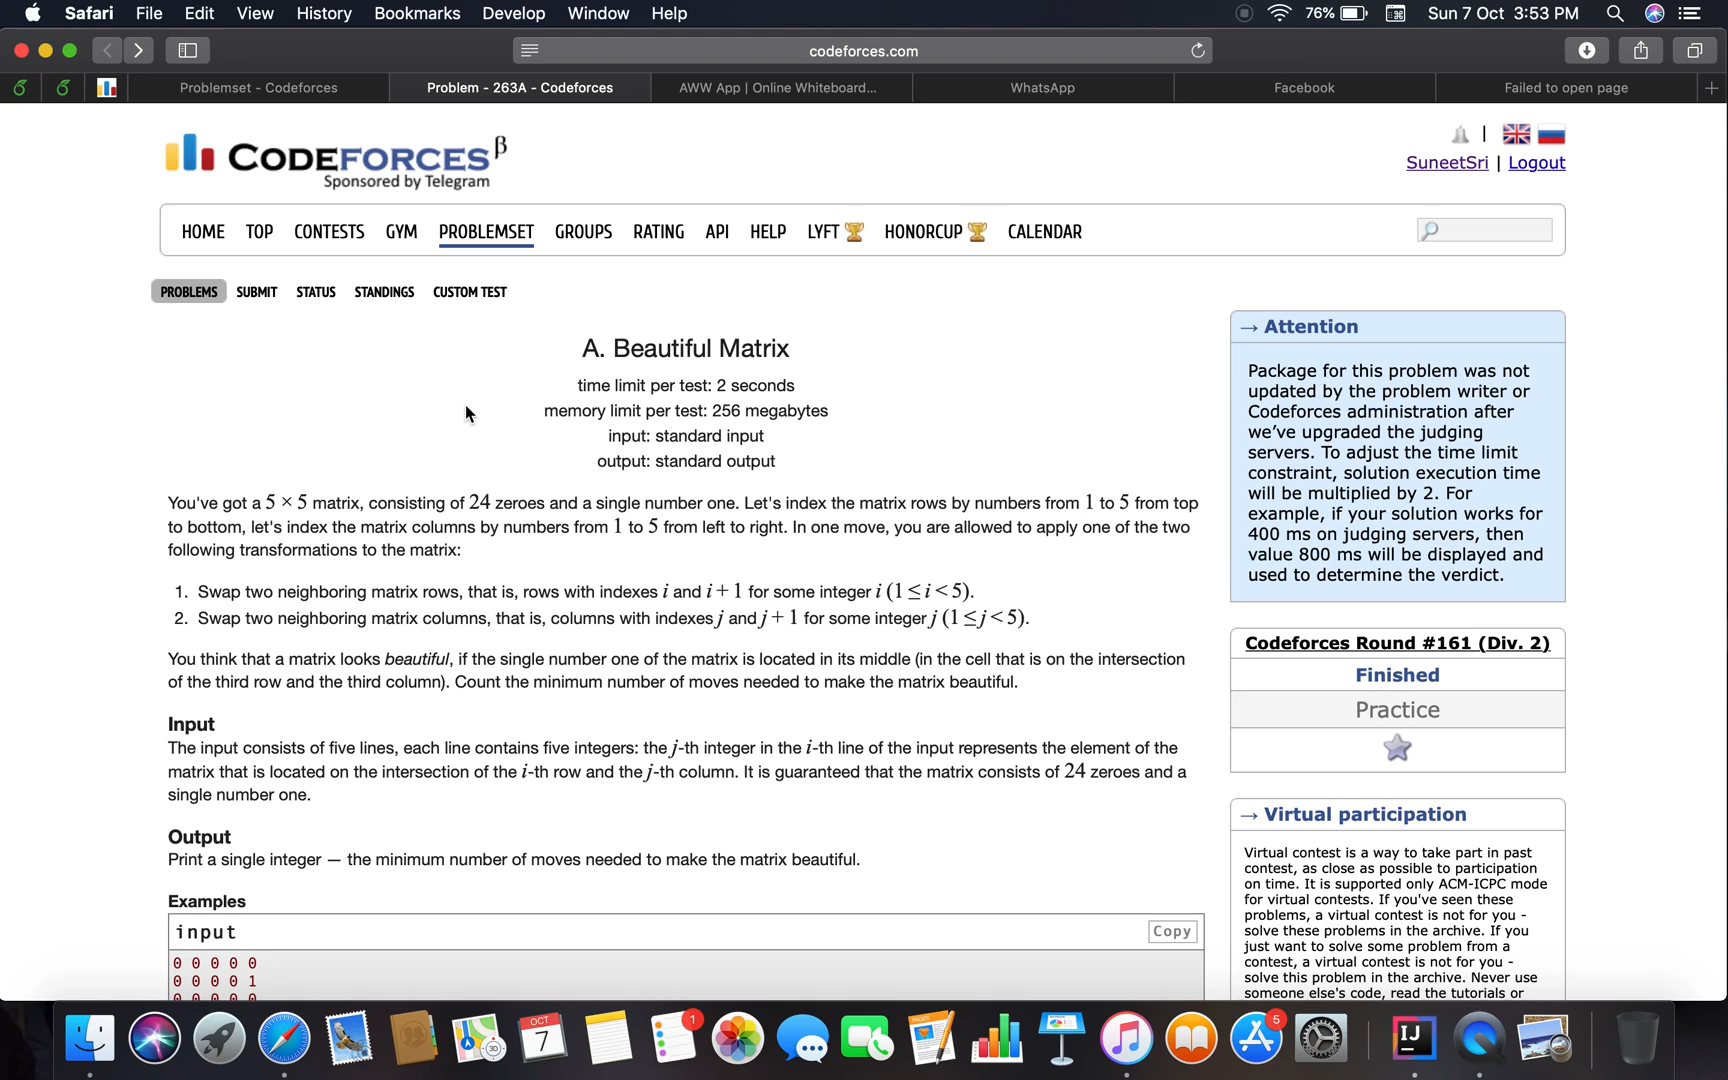 Safari File Edit View History Bookmarks Develop Window Help 76% Sun 7 Oct 3:53 PM
codeforces.com
Problemset - Codeforces Problem - 263A - Codeforces AWW App | Online Whiteboard... WhatsApp Facebook Failed to open page
CODEFORCES β
Sponsored by Telegram
SuneetSri | Logout
HOME TOP CONTESTS GYM PROBLEMSET GROUPS RATING API HELP LYFT HONORCUP CALENDAR
PROBLEMS SUBMIT STATUS STANDINGS CUSTOM TEST
A. Beautiful Matrix
time limit per test: 2 seconds
memory limit per test: 256 megabytes
input: standard input
output: standard output
You've got a 5 × 5 matrix, consisting of 24 zeroes and a single number one. Let's index the matrix rows by numbers from 1 to 5 from top
to bottom, let's index the matrix columns by numbers from 1 to 5 from left to right. In one move, you are allowed to apply one of the two
following transformations to the matrix:
1. Swap two neighboring matrix rows, that is, rows with indexes i and i + 1 for some integer i (1 ≤ i < 5).
2. Swap two neighboring matrix columns, that is, columns with indexes j and j + 1 for some integer j (1 ≤ j < 5).
You think that a matrix looks beautiful, if the single number one of the matrix is located in its middle (in the cell that is on the intersection
of the third row and the third column). Count the minimum number of moves needed to make the matrix beautiful.
Input
The input consists of five lines, each line contains five integers: the j-th integer in the i-th line of the input represents the element of the
matrix that is located on the intersection of the i-th row and the j-th column. It is guaranteed that the matrix consists of 24 zeroes and a
single number one.
Output
Print a single integer — the minimum number of moves needed to make the matrix beautiful.
Examples
input Copy
0 0 0 0 0
0 0 0 0 1
0 0 0 0 0
→ Attention
Package for this problem was not
updated by the problem writer or
Codeforces administration after
we've upgraded the judging
servers. To adjust the time limit
constraint, solution execution time
will be multiplied by 2. For
example, if your solution works for
400 ms on judging servers, then
value 800 ms will be displayed and
used to determine the verdict.
Codeforces Round #161 (Div. 2)
Finished
Practice
→ Virtual participation
Virtual contest is a way to take part in past
contest, as close as possible to participation
on time. It is supported only ACM-ICPC mode
for virtual contests. If you've seen these
problems, a virtual contest is not for you -
solve these problems in the archive. If you
just want to solve some problem from a
contest, a virtual contest is not for you -
solve this problem in the archive. Never use
someone else's code, read the tutorials or
OCT
7
3D
1
PAGES
5
IJ